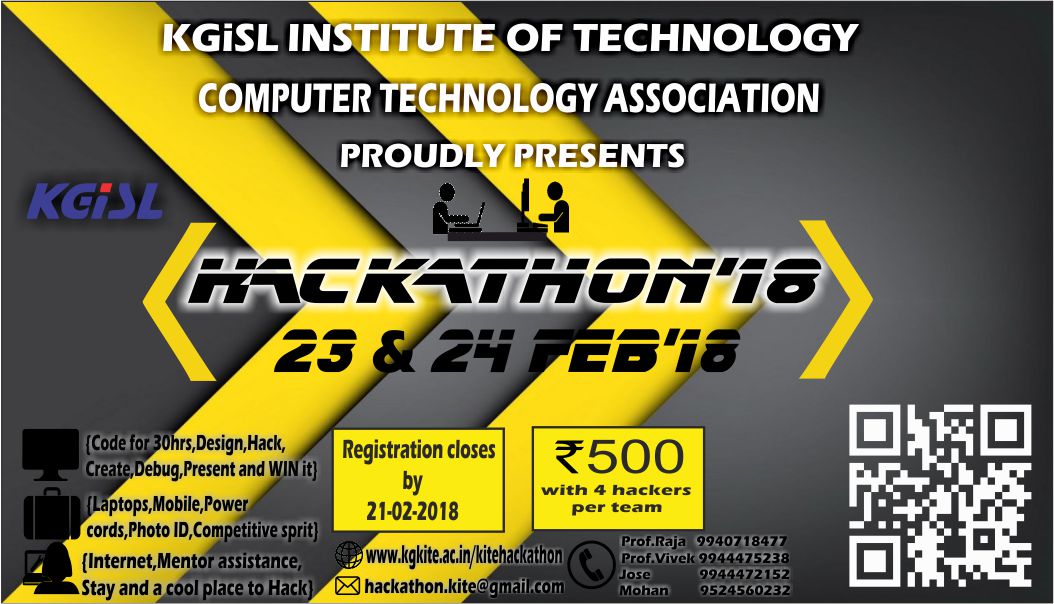 KGiSL INSTITUTE OF TECHNOLOGY
COMPUTER TECHNOLOGY ASSOCIATION
PROUDLY PRESENTS
KGiSL
HACKATHON'18
23 & 24 FEB'18
{Code for 30hrs,Design,Hack,
Create,Debug,Present and WIN it}
{Laptops,Mobile,Power
cords,Photo ID,Competitive sprit}
{Internet,Mentor assistance,
Stay and a cool place to Hack}
Registration closes
by
21-02-2018
₹500
with 4 hackers
per team
www.kgkite.ac.in/kitehackathon
hackathon.kite@gmail.com
Prof.Raja 9940718477
Prof.Vivek 9944475238
Jose 9944472152
Mohan 9524560232